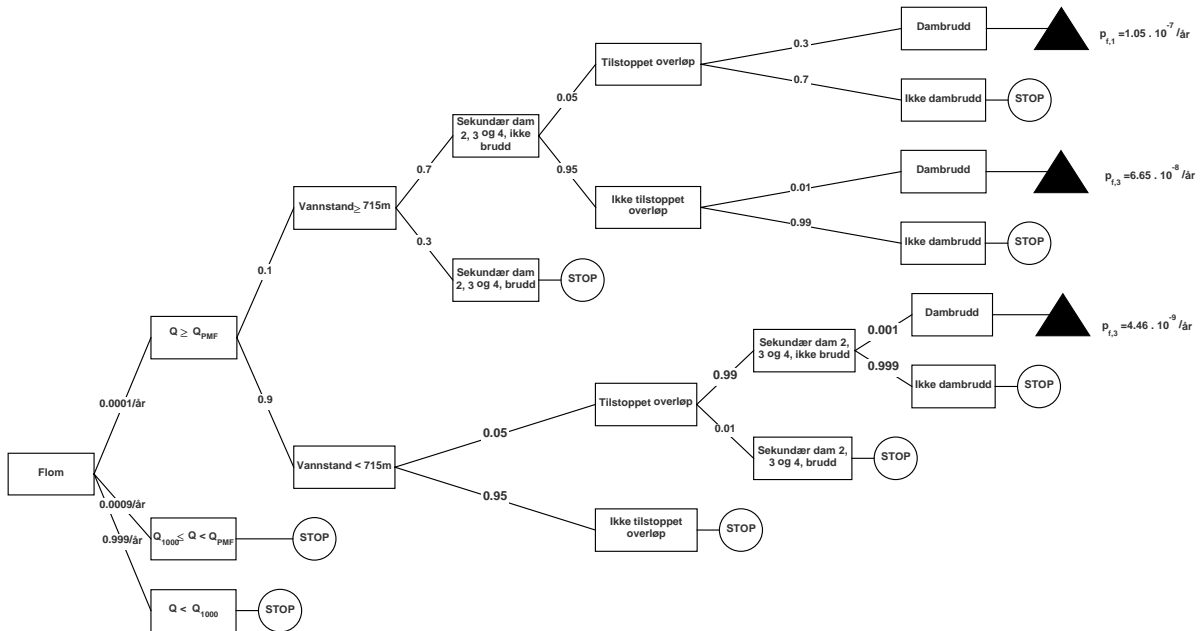 Flom
0.0001/år
0.0009/år
0.999/år
Q ≥ Q_PMF
Q_1000 ≤ Q < Q_PMF
STOP
Q < Q_1000
STOP
0.1
0.9
Vannstand ≥ 715m
0.7
0.3
Sekundær dam
2, 3 og 4, ikke
brudd
0.05
0.95
Sekundær dam
2, 3 og 4, brudd
STOP
Tilstoppet overløp
0.3
0.7
Dambrudd
p_f,1 =1.05 . 10^-7 /år
Ikke dambrudd
STOP
Ikke tilstoppet
overløp
0.01
0.99
Dambrudd
p_f,3 =6.65 . 10^-8 /år
Ikke dambrudd
STOP
Vannstand < 715m
0.05
0.95
Tilstoppet overløp
0.99
0.01
Sekundær dam 2,
3 og 4, ikke brudd
0.001
0.999
Dambrudd
p_f,3 =4.46 . 10^-9 /år
Ikke dambrudd
STOP
Sekundær dam 2,
3 og 4, brudd
STOP
Ikke tilstoppet
overløp
STOP